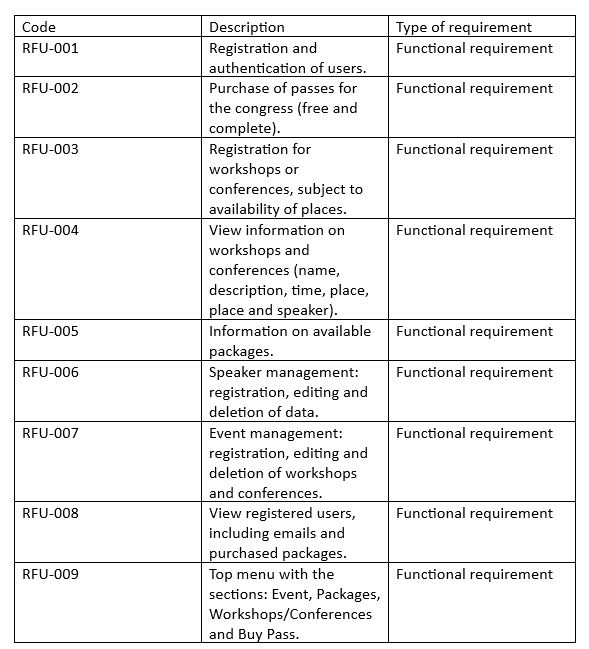 Code Description Type of requirement
RFU-001 Registration and Functional requirement
authentication of users.
RFU-002 Purchase of passes for Functional requirement
the congress (free and
complete).
RFU-003 Registration for Functional requirement
workshops or
conferences, subject to
availability of places.
RFU-004 View information on Functional requirement
workshops and
conferences (name,
description, time, place,
place and speaker).
RFU-005 Information on available Functional requirement
packages.
RFU-006 Speaker management: Functional requirement
registration, editing and
deletion of data.
RFU-007 Event management: Functional requirement
registration, editing and
deletion of workshops
and conferences.
RFU-008 View registered users, Functional requirement
including emails and
purchased packages.
RFU-009 Top menu with the Functional requirement
sections: Event, Packages,
Workshops/Conferences
and Buy Pass.